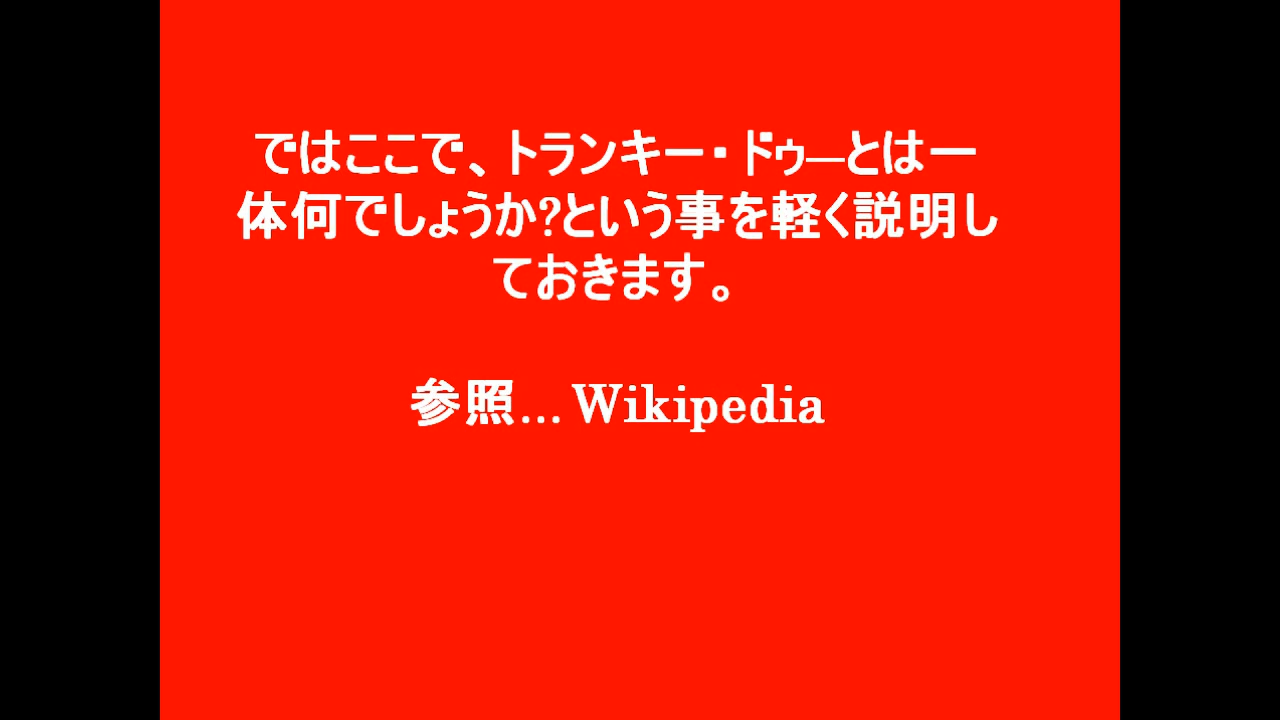 ではここで、トランキー・ドゥ―とは一
体何でしょうか?という事を軽く説明し
ておきます。
参照… Wikipedia